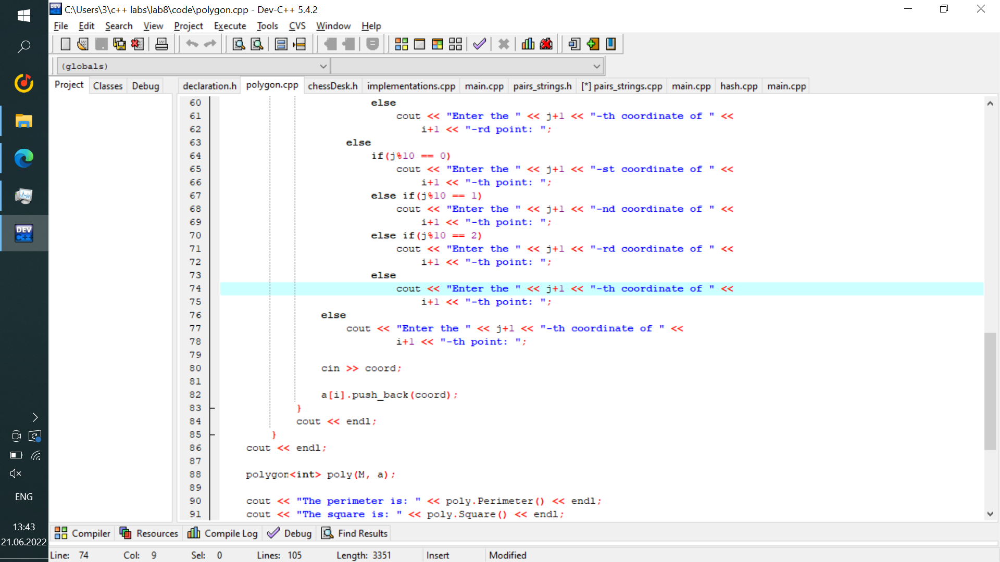 C:\Users\3\c++ labs\lab8\code\polygon.cpp - Dev-C++ 5.4.2
File Edit Search View Project Execute Tools CVS Window Help
(globals)
Project Classes Debug
declaration.h polygon.cpp chessDesk.h implementations.cpp main.cpp pairs_strings.h [*] pairs_strings.cpp main.cpp hash.cpp main.cpp
60 else
61 cout << "Enter the " << j+1 << "-th coordinate of " <<
62 i+1 << "-rd point: ";
63 else
64 if(j%10 == 0)
65 cout << "Enter the " << j+1 << "-st coordinate of " <<
66 i+1 << "-th point: ";
67 else if(j%10 == 1)
68 cout << "Enter the " << j+1 << "-nd coordinate of " <<
69 i+1 << "-th point: ";
70 else if(j%10 == 2)
71 cout << "Enter the " << j+1 << "-rd coordinate of " <<
72 i+1 << "-th point: ";
73 else
74 cout << "Enter the " << j+1 << "-th coordinate of " <<
75 i+1 << "-th point: ";
76 else
77 cout << "Enter the " << j+1 << "-th coordinate of " <<
78 i+1 << "-th point: ";
79
80 cin >> coord;
81
82 a[i].push_back(coord);
83 }
84 cout << endl;
85 }
86 cout << endl;
87
88 polygon<int> poly(M, a);
89
90 cout << "The perimeter is: " << poly.Perimeter() << endl;
91 cout << "The square is: " << poly.Square() << endl;
Compiler Resources Compile Log Debug Find Results
Line: 74 Col: 9 Sel: 0 Lines: 105 Length: 3351 Insert Modified
DEV C++
ENG
13:43
21.06.2022